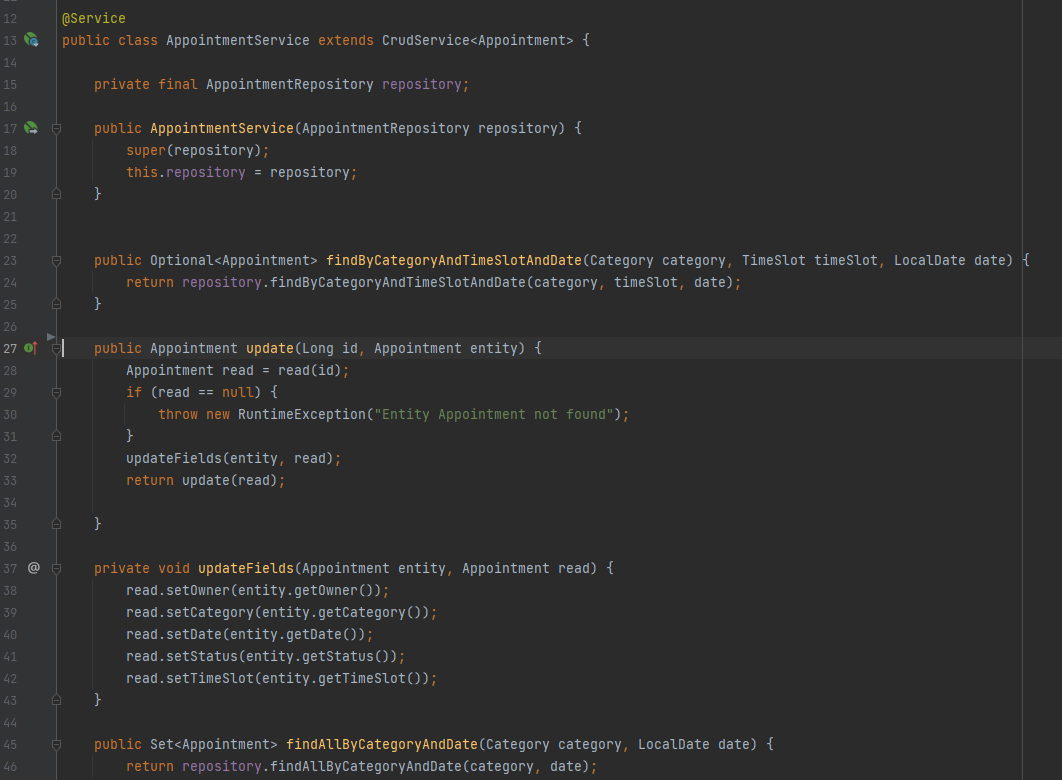 12 @Service
13 public class AppointmentService extends CrudService<Appointment> {
14
15 private final AppointmentRepository repository;
16
17 public AppointmentService(AppointmentRepository repository) {
18 super(repository);
19 this.repository = repository;
20 }
21
22
23 public Optional<Appointment> findByCategoryAndTimeSlotAndDate(Category category, TimeSlot timeSlot, LocalDate date) {
24 return repository.findByCategoryAndTimeSlotAndDate(category, timeSlot, date);
25 }
26
27 public Appointment update(Long id, Appointment entity) {
28 Appointment read = read(id);
29 if (read == null) {
30 throw new RuntimeException("Entity Appointment not found");
31 }
32 updateFields(entity, read);
33 return update(read);
34
35 }
36
37 @ private void updateFields(Appointment entity, Appointment read) {
38 read.setOwner(entity.getOwner());
39 read.setCategory(entity.getCategory());
40 read.setDate(entity.getDate());
41 read.setStatus(entity.getStatus());
42 read.setTimeSlot(entity.getTimeSlot());
43 }
44
45 public Set<Appointment> findAllByCategoryAndDate(Category category, LocalDate date) {
46 return repository.findAllByCategoryAndDate(category, date);